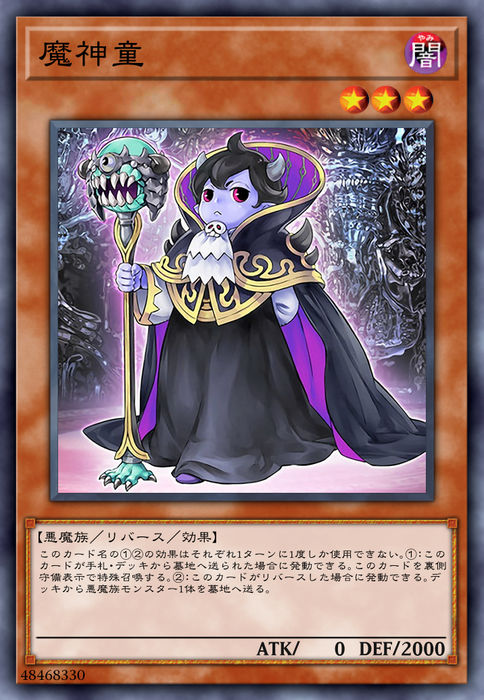 魔神童
やみ
闇
【悪魔族／リバース／効果】
このカード名の①②の効果はそれぞれ1ターンに1度しか使用できない。①：この
カードが手札・デッキから墓地へ送られた場合に発動できる。このカードを裏側
守備表示で特殊召喚する。②：このカードがリバースした場合に発動できる。デ
ッキから悪魔族モンスター1体を墓地へ送る。
ATK/ 0 DEF/2000
48468330